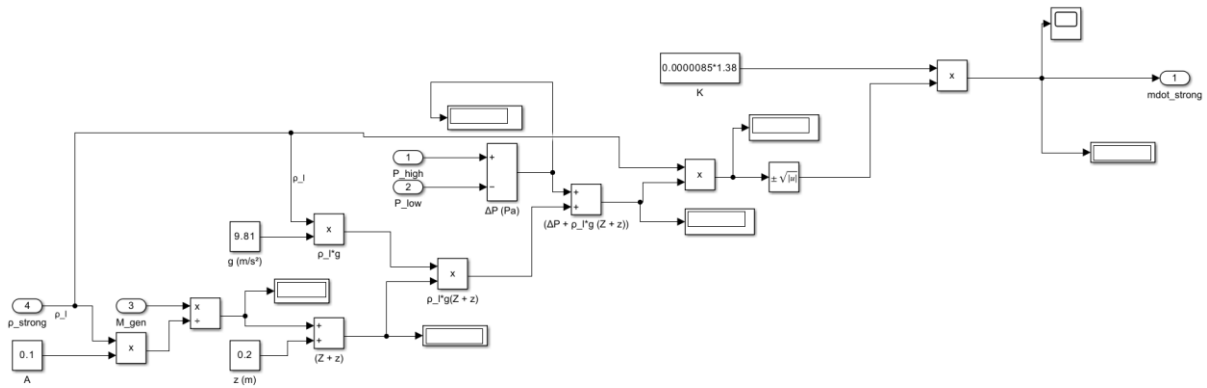 0.0000085*1.38
K
x
1
mdot_strong
ρ_l
1
P_high
2
P_low
+
−
ΔP (Pa)
+
+
(ΔP + ρ_l*g (Z + z))
x
± √|u|
9.81
g (m/s²)
x
ρ_l*g
x
ρ_l*g(Z + z)
4
ρ_strong
ρ_l
3
M_gen
x
÷
0.1
A
x
0.2
z (m)
+
+
(Z + z)